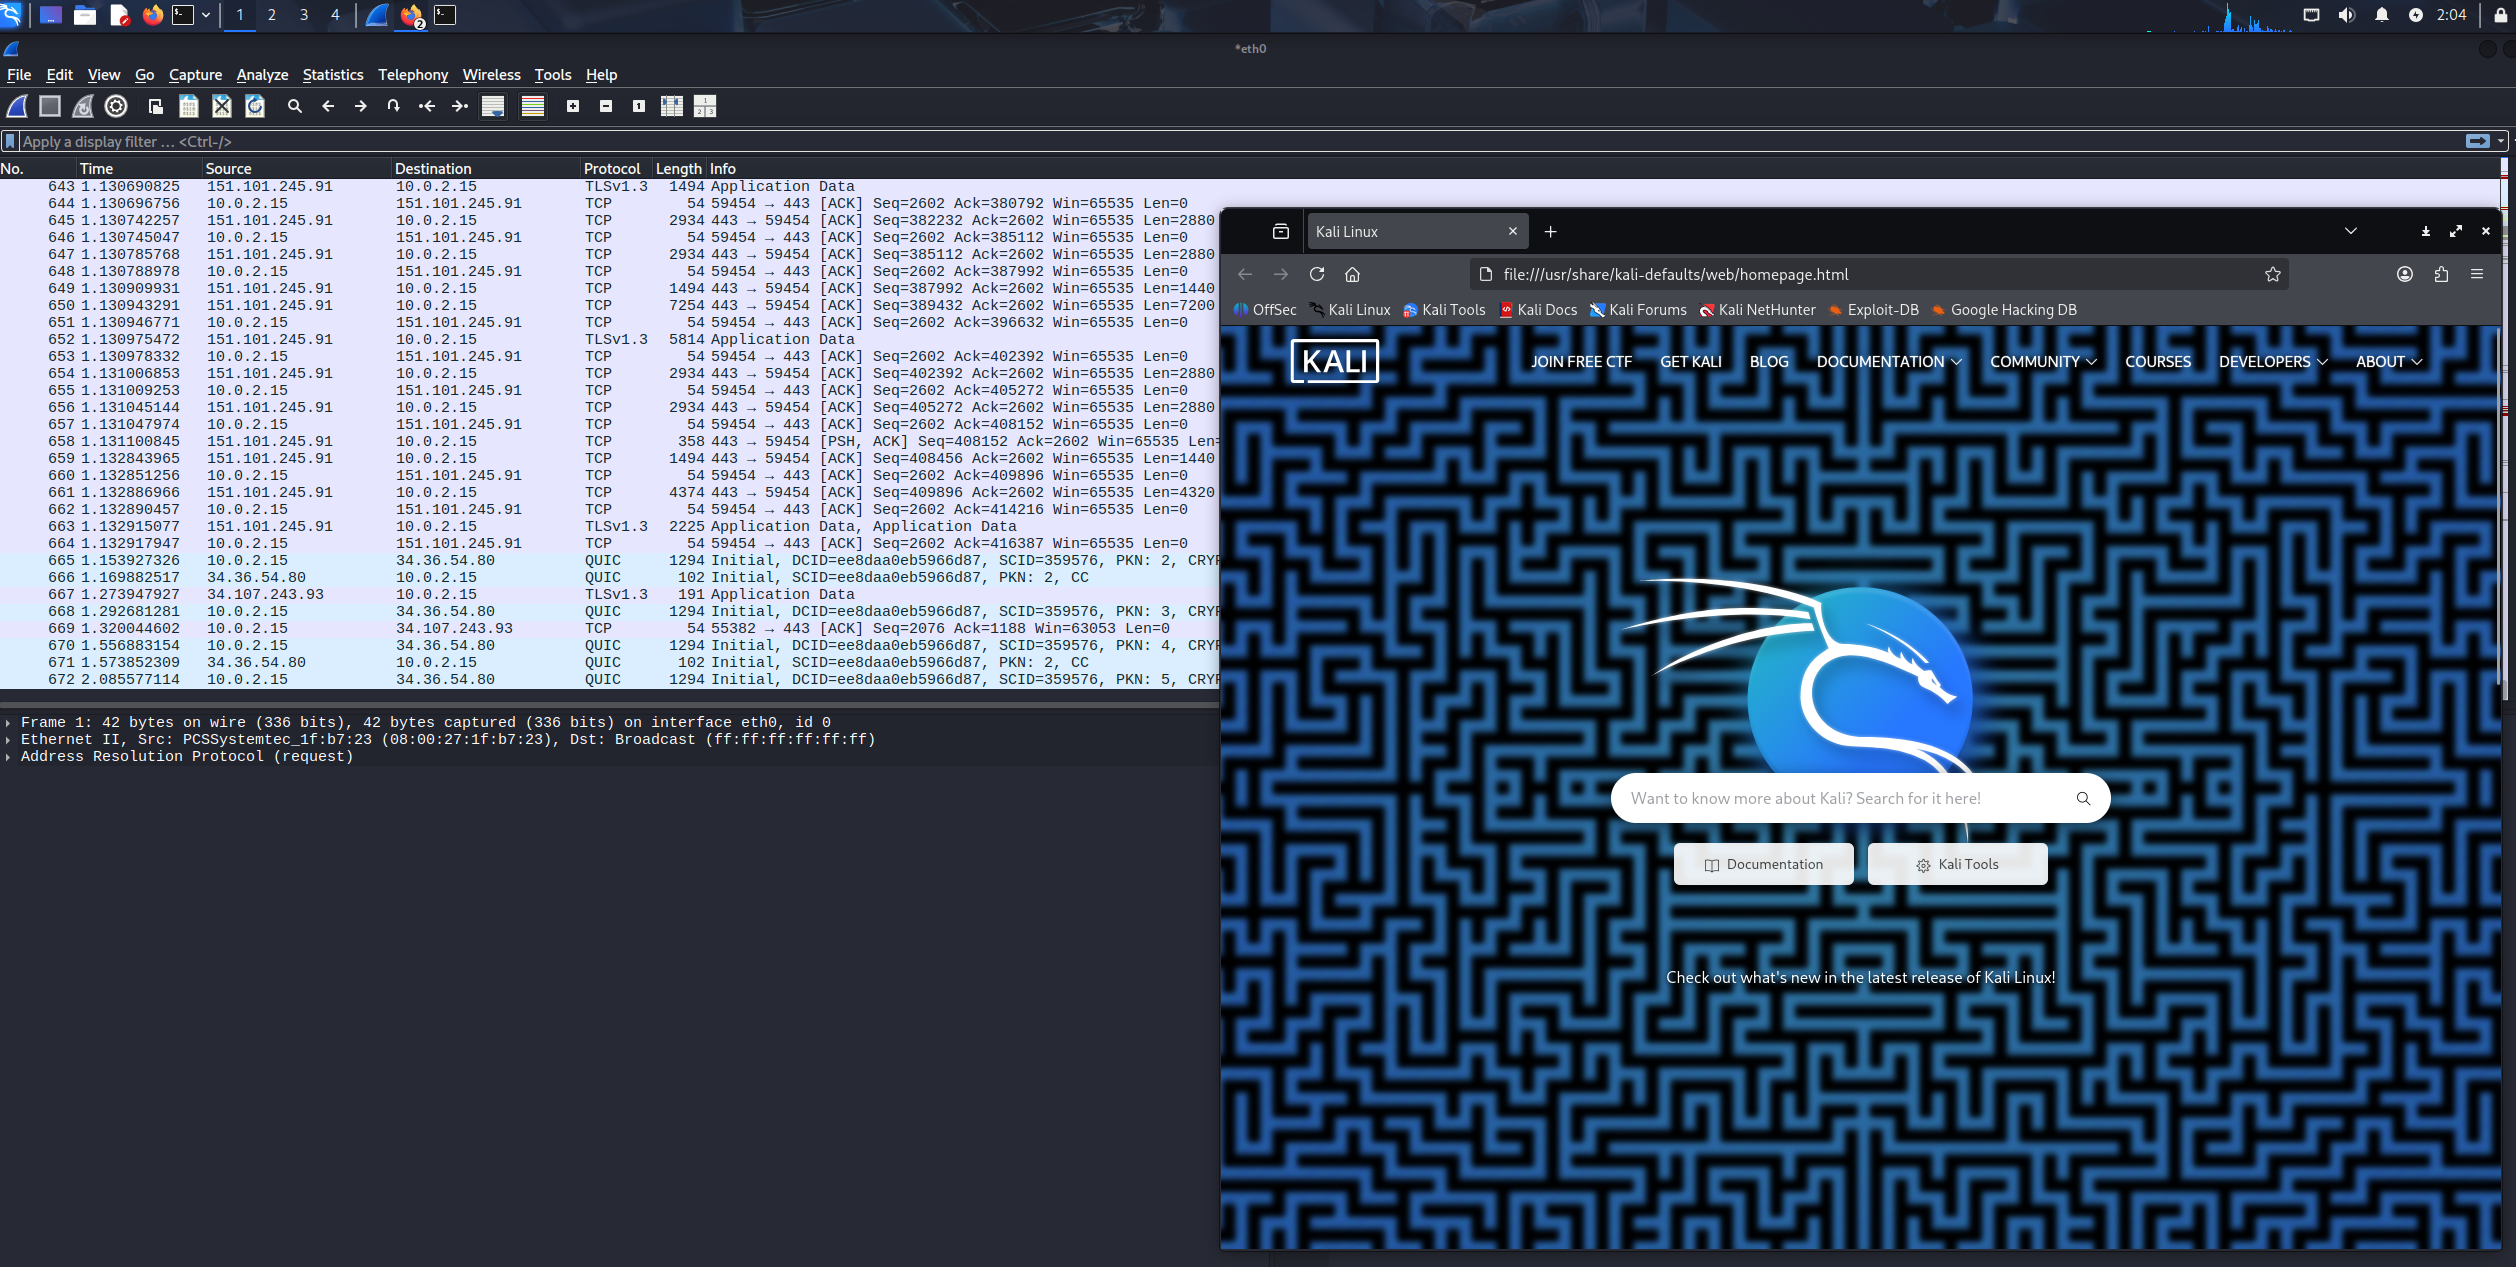 1 2 3 4 2 2:04
*eth0
File Edit View Go Capture Analyze Statistics Telephony Wireless Tools Help
Apply a display filter … <Ctrl-/>
No. Time Source Destination Protocol Length Info
643 1.130690825 151.101.245.91 10.0.2.15 TLSv1.3 1494 Application Data
644 1.130696756 10.0.2.15 151.101.245.91 TCP 54 59454 → 443 [ACK] Seq=2602 Ack=380792 Win=65535 Len=0
645 1.130742257 151.101.245.91 10.0.2.15 TCP 2934 443 → 59454 [ACK] Seq=382232 Ack=2602 Win=65535 Len=2880
646 1.130745047 10.0.2.15 151.101.245.91 TCP 54 59454 → 443 [ACK] Seq=2602 Ack=385112 Win=65535 Len=0
647 1.130785768 151.101.245.91 10.0.2.15 TCP 2934 443 → 59454 [ACK] Seq=385112 Ack=2602 Win=65535 Len=2880
648 1.130788978 10.0.2.15 151.101.245.91 TCP 54 59454 → 443 [ACK] Seq=2602 Ack=387992 Win=65535 Len=0
649 1.130909931 151.101.245.91 10.0.2.15 TCP 1494 443 → 59454 [ACK] Seq=387992 Ack=2602 Win=65535 Len=1440
650 1.130943291 151.101.245.91 10.0.2.15 TCP 7254 443 → 59454 [ACK] Seq=389432 Ack=2602 Win=65535 Len=7200
651 1.130946771 10.0.2.15 151.101.245.91 TCP 54 59454 → 443 [ACK] Seq=2602 Ack=396632 Win=65535 Len=0
652 1.130975472 151.101.245.91 10.0.2.15 TLSv1.3 5814 Application Data
653 1.130978332 10.0.2.15 151.101.245.91 TCP 54 59454 → 443 [ACK] Seq=2602 Ack=402392 Win=65535 Len=0
654 1.131006853 151.101.245.91 10.0.2.15 TCP 2934 443 → 59454 [ACK] Seq=402392 Ack=2602 Win=65535 Len=2880
655 1.131009253 10.0.2.15 151.101.245.91 TCP 54 59454 → 443 [ACK] Seq=2602 Ack=405272 Win=65535 Len=0
656 1.131045144 151.101.245.91 10.0.2.15 TCP 2934 443 → 59454 [ACK] Seq=405272 Ack=2602 Win=65535 Len=2880
657 1.131047974 10.0.2.15 151.101.245.91 TCP 54 59454 → 443 [ACK] Seq=2602 Ack=408152 Win=65535 Len=0
658 1.131100845 151.101.245.91 10.0.2.15 TCP 358 443 → 59454 [PSH, ACK] Seq=408152 Ack=2602 Win=65535 Len=
659 1.132843965 151.101.245.91 10.0.2.15 TCP 1494 443 → 59454 [ACK] Seq=408456 Ack=2602 Win=65535 Len=1440
660 1.132851256 10.0.2.15 151.101.245.91 TCP 54 59454 → 443 [ACK] Seq=2602 Ack=409896 Win=65535 Len=0
661 1.132886966 151.101.245.91 10.0.2.15 TCP 4374 443 → 59454 [ACK] Seq=409896 Ack=2602 Win=65535 Len=4320
662 1.132890457 10.0.2.15 151.101.245.91 TCP 54 59454 → 443 [ACK] Seq=2602 Ack=414216 Win=65535 Len=0
663 1.132915077 151.101.245.91 10.0.2.15 TLSv1.3 2225 Application Data, Application Data
664 1.132917947 10.0.2.15 151.101.245.91 TCP 54 59454 → 443 [ACK] Seq=2602 Ack=416387 Win=65535 Len=0
665 1.153927326 10.0.2.15 34.36.54.80 QUIC 1294 Initial, DCID=ee8daa0eb5966d87, SCID=359576, PKN: 2, CRYP
666 1.169882517 34.36.54.80 10.0.2.15 QUIC 102 Initial, SCID=ee8daa0eb5966d87, PKN: 2, CC
667 1.273947927 34.107.243.93 10.0.2.15 TLSv1.3 191 Application Data
668 1.292681281 10.0.2.15 34.36.54.80 QUIC 1294 Initial, DCID=ee8daa0eb5966d87, SCID=359576, PKN: 3, CRYP
669 1.320044602 10.0.2.15 34.107.243.93 TCP 54 55382 → 443 [ACK] Seq=2076 Ack=1188 Win=63053 Len=0
670 1.556883154 10.0.2.15 34.36.54.80 QUIC 1294 Initial, DCID=ee8daa0eb5966d87, SCID=359576, PKN: 4, CRYP
671 1.573852309 34.36.54.80 10.0.2.15 QUIC 102 Initial, SCID=ee8daa0eb5966d87, PKN: 2, CC
672 2.085577114 10.0.2.15 34.36.54.80 QUIC 1294 Initial, DCID=ee8daa0eb5966d87, SCID=359576, PKN: 5, CRYP
Frame 1: 42 bytes on wire (336 bits), 42 bytes captured (336 bits) on interface eth0, id 0
Ethernet II, Src: PCSSystemtec_1f:b7:23 (08:00:27:1f:b7:23), Dst: Broadcast (ff:ff:ff:ff:ff:ff)
Address Resolution Protocol (request)
Kali Linux
file:///usr/share/kali-defaults/web/homepage.html
OffSec Kali Linux Kali Tools Kali Docs Kali Forums Kali NetHunter Exploit-DB Google Hacking DB
KALI JOIN FREE CTF GET KALI BLOG DOCUMENTATION COMMUNITY COURSES DEVELOPERS ABOUT
Want to know more about Kali? Search for it here!
Documentation Kali Tools
Check out what's new in the latest release of Kali Linux!